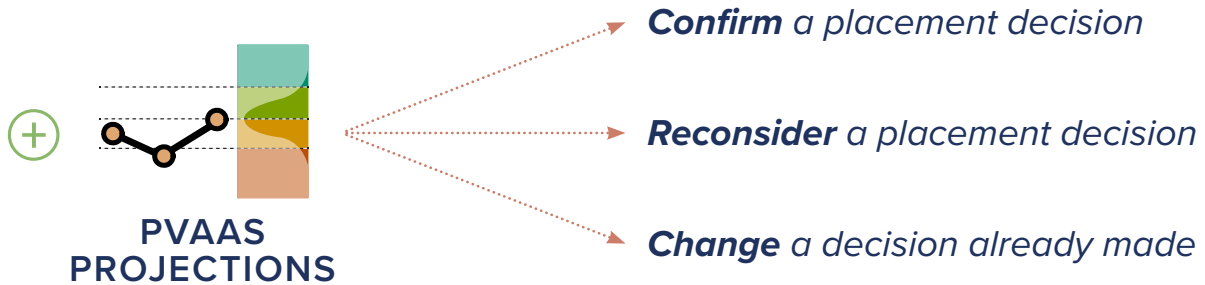 Confirm a placement decision
Reconsider a placement decision
Change a decision already made
PVAAS
PROJECTIONS